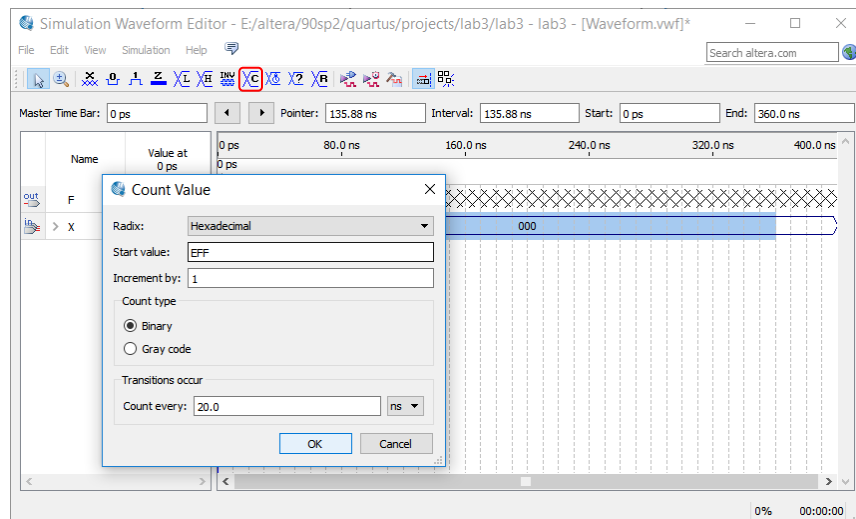 Simulation Waveform Editor - E:/altera/90sp2/quartus/projects/lab3/lab3 - lab3 - [Waveform.vwf]*
File Edit View Simulation Help
Search altera.com
Master Time Bar: 0 ps Pointer: 135.88 ns Interval: 135.88 ns Start: 0 ps End: 360.0 ns
Name Value at 0 ps
0 ps 80.0 ns 160.0 ns 240.0 ns 320.0 ns 400.0 ns
0 ps
out F
in X 000
Count Value
Radix: Hexadecimal
Start value: EFF
Increment by: 1
Count type
Binary
Gray code
Transitions occur
Count every: 20.0 ns
OK Cancel
0% 00:00:00